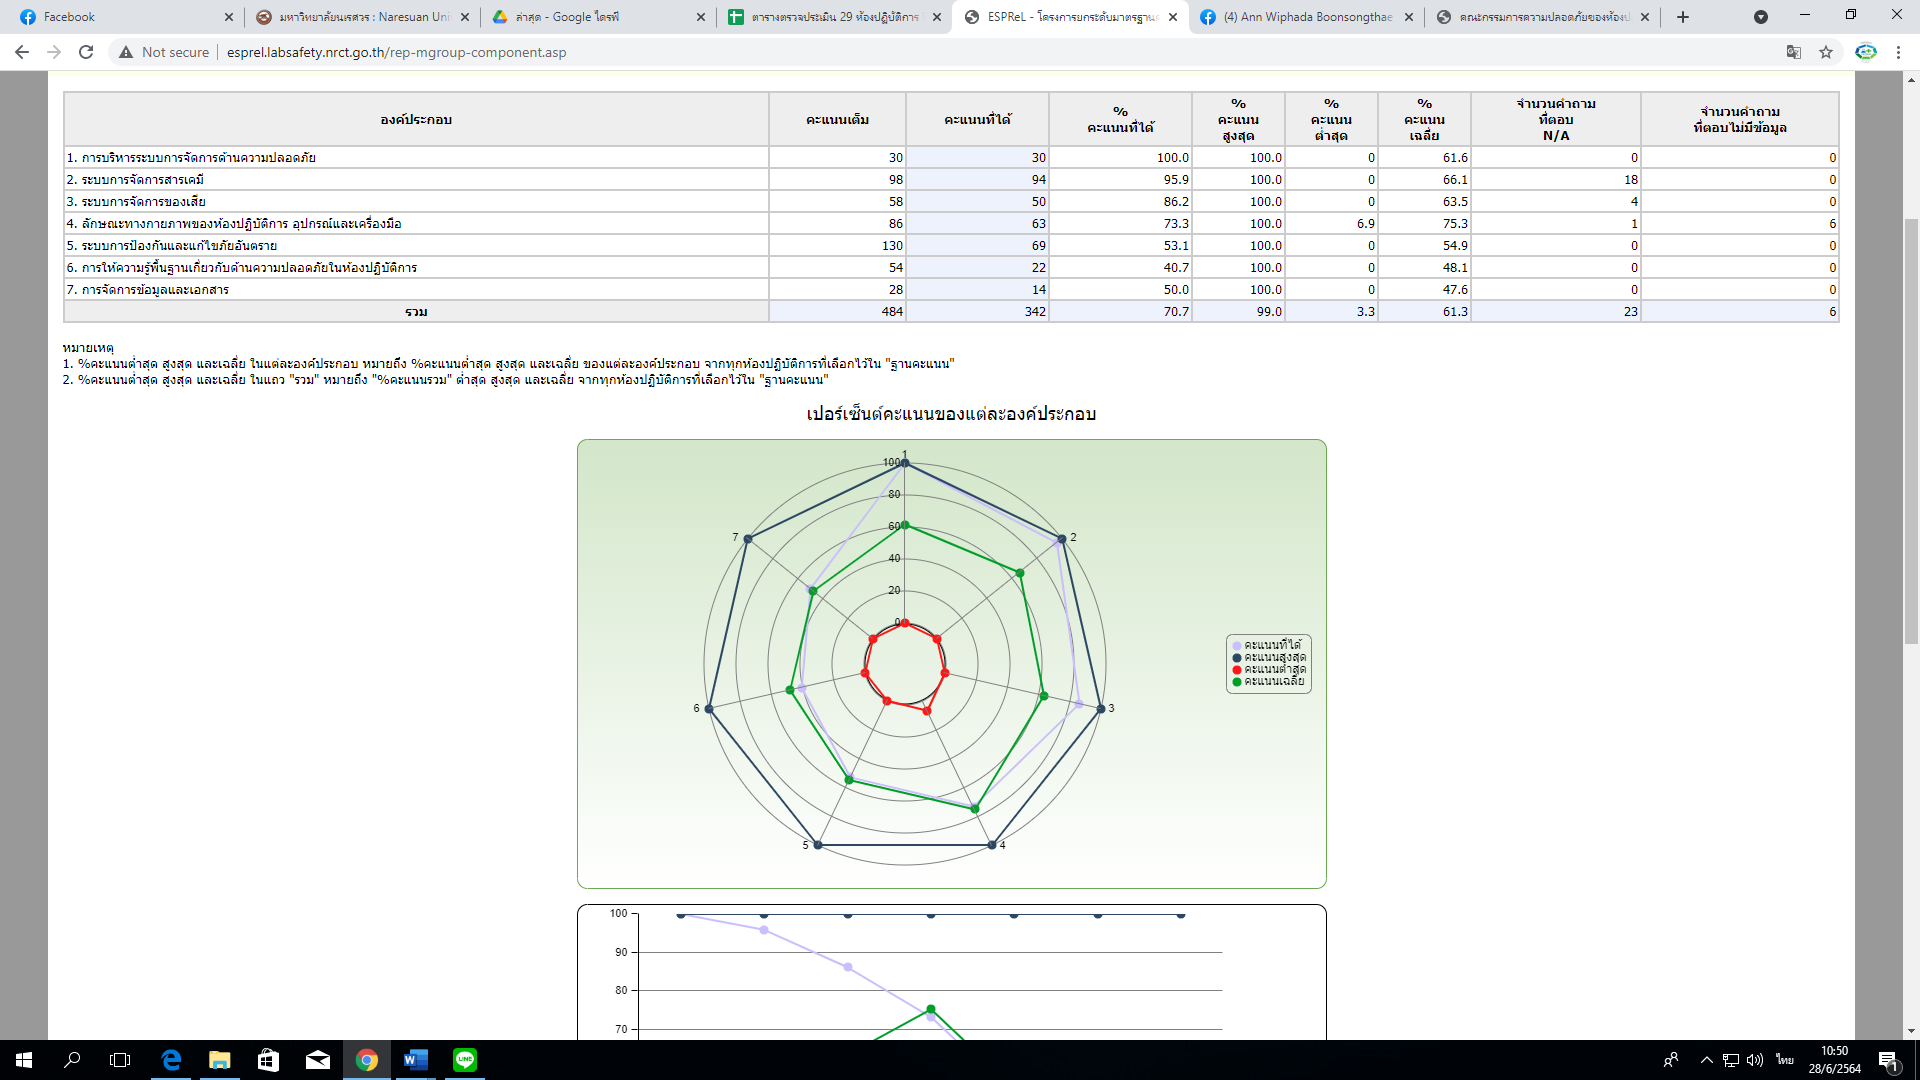 Facebook
มหาวิทยาลัยนเรศวร : Naresuan Uni
ล่าสุด - Google ไดรฟ์
ตารางตรวจประเมิน 29 ห้องปฏิบัติการ
ESPReL - โครงการยกระดับมาตรฐาน
(4) Ann Wiphada Boonsongthae
คณะกรรมการความปลอดภัยของห้องป
Not secure
esprel.labsafety.nrct.go.th/rep-mgroup-component.asp
องค์ประกอบ คะแนนเต็ม คะแนนที่ได้ % คะแนนที่ได้ % คะแนน สูงสุด % คะแนน ต่ำสุด % คะแนน เฉลี่ย จำนวนคำถาม ที่ตอบ N/A จำนวนคำถาม ที่ตอบไม่มีข้อมูล
1. การบริหารระบบการจัดการด้านความปลอดภัย 30 30 100.0 100.0 0 61.6 0 0
2. ระบบการจัดการสารเคมี 98 94 95.9 100.0 0 66.1 18 0
3. ระบบการจัดการของเสีย 58 50 86.2 100.0 0 63.5 4 0
4. ลักษณะทางกายภาพของห้องปฏิบัติการ อุปกรณ์และเครื่องมือ 86 63 73.3 100.0 6.9 75.3 1 6
5. ระบบการป้องกันและแก้ไขภัยอันตราย 130 69 53.1 100.0 0 54.9 0 0
6. การให้ความรู้พื้นฐานเกี่ยวกับด้านความปลอดภัยในห้องปฏิบัติการ 54 22 40.7 100.0 0 48.1 0 0
7. การจัดการข้อมูลและเอกสาร 28 14 50.0 100.0 0 47.6 0 0
รวม 484 342 70.7 99.0 3.3 61.3 23 6
หมายเหตุ
1. %คะแนนต่ำสุด สูงสุด และเฉลี่ย ในแต่ละองค์ประกอบ หมายถึง %คะแนนต่ำสุด สูงสุด และเฉลี่ย ของแต่ละองค์ประกอบ จากทุกห้องปฏิบัติการที่เลือกไว้ใน "ฐานคะแนน"
2. %คะแนนต่ำสุด สูงสุด และเฉลี่ย ในแถว "รวม" หมายถึง "%คะแนนรวม" ต่ำสุด สูงสุด และเฉลี่ย จากทุกห้องปฏิบัติการที่เลือกไว้ใน "ฐานคะแนน"
เปอร์เซ็นต์คะแนนของแต่ละองค์ประกอบ
1
100
80
60
40
20
0
2
3
4
5
6
7
คะแนนที่ได้
คะแนนสูงสุด
คะแนนต่ำสุด
คะแนนเฉลี่ย
100
90
80
70
ไทย
10:50
28/6/2564
1